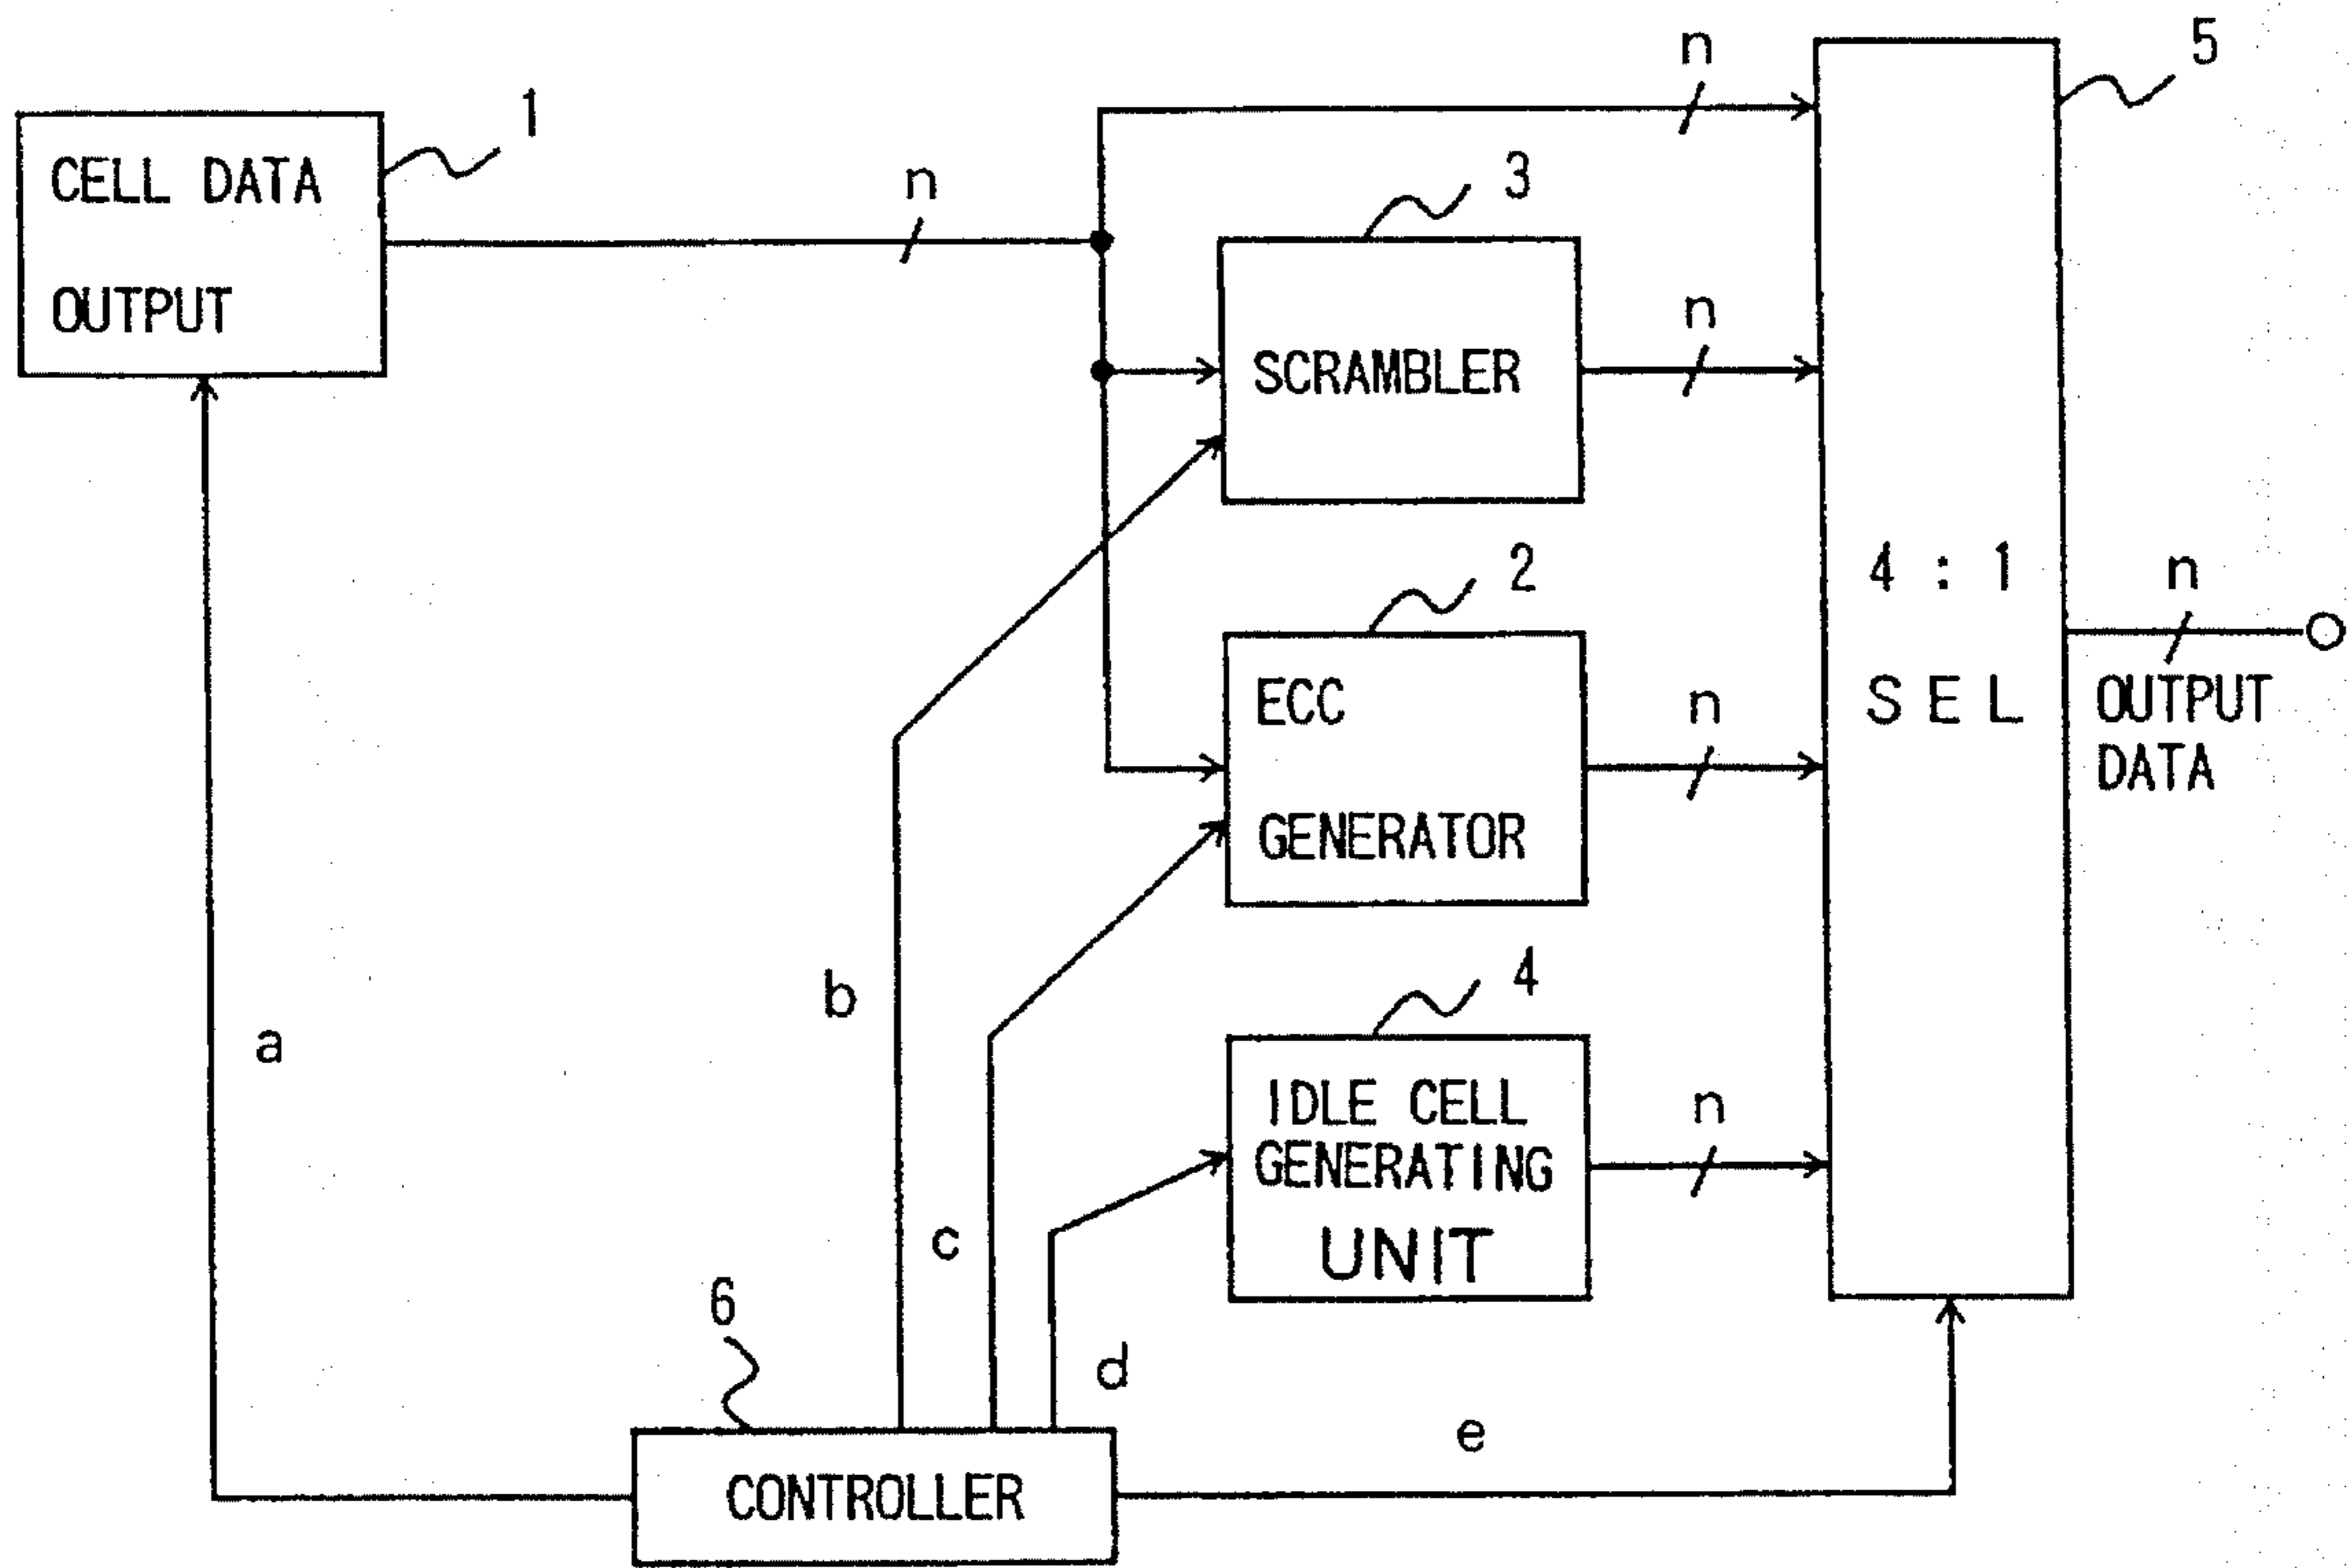 n
5
1
CELL DATA
OUTPUT
n
3
SCRAMBLER
n
4 : 1
SEL
2
ECC
GENERATOR
n
n
OUTPUT
DATA
b
a
4
IDLE CELL
GENERATING
UNIT
n
c
6
d
e
CONTROLLER